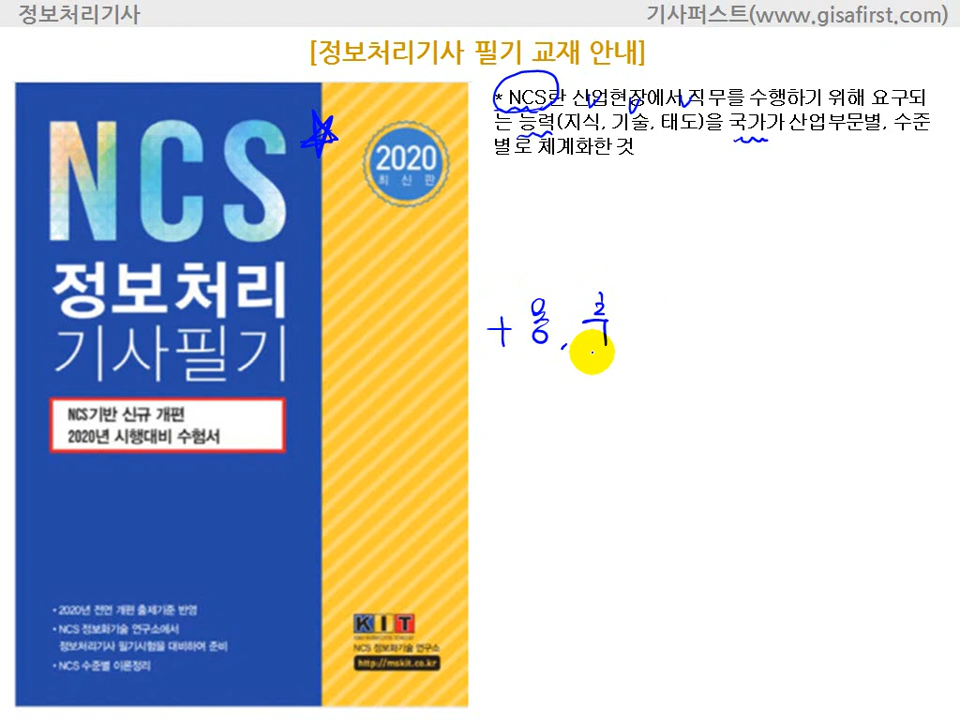 정보처리기사
기사퍼스트(www.gisafirst.com)
[정보처리기사 필기 교재 안내]
NCS
2020
최신판
정보처리
기사필기
NCS기반 신규 개편
2020년 시행대비 수험서
• 2020년 전면 개편 출제기준 반영
• NCS 정보화기술 연구소에서
정보처리기사 필기시험을 대비하여 준비
• NCS 수준별 이론정리
KIT
NCS 정보화기술 연구소
http://mskit.co.kr
* NCS란 산업현장에서 직무를 수행하기 위해 요구되
는 능력(지식, 기술, 태도)을 국가가 산업부문별, 수준
별로 체계화한 것
+ 용,